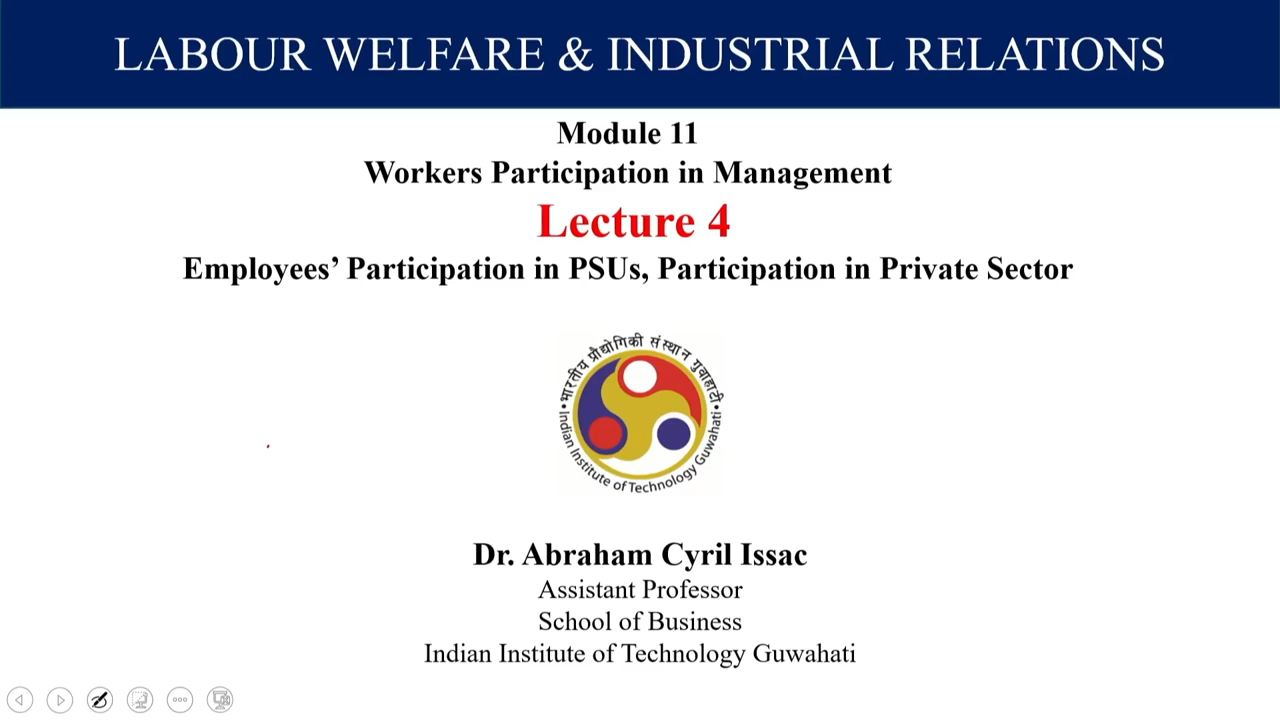 LABOUR WELFARE & INDUSTRIAL RELATIONS
Module 11
Workers Participation in Management
Lecture 4
Employees’ Participation in PSUs, Participation in Private Sector
भारतीय प्रौद्योगिकी संस्थान गुवाहाटी
Indian Institute of Technology Guwahati
Dr. Abraham Cyril Issac
Assistant Professor
School of Business
Indian Institute of Technology Guwahati